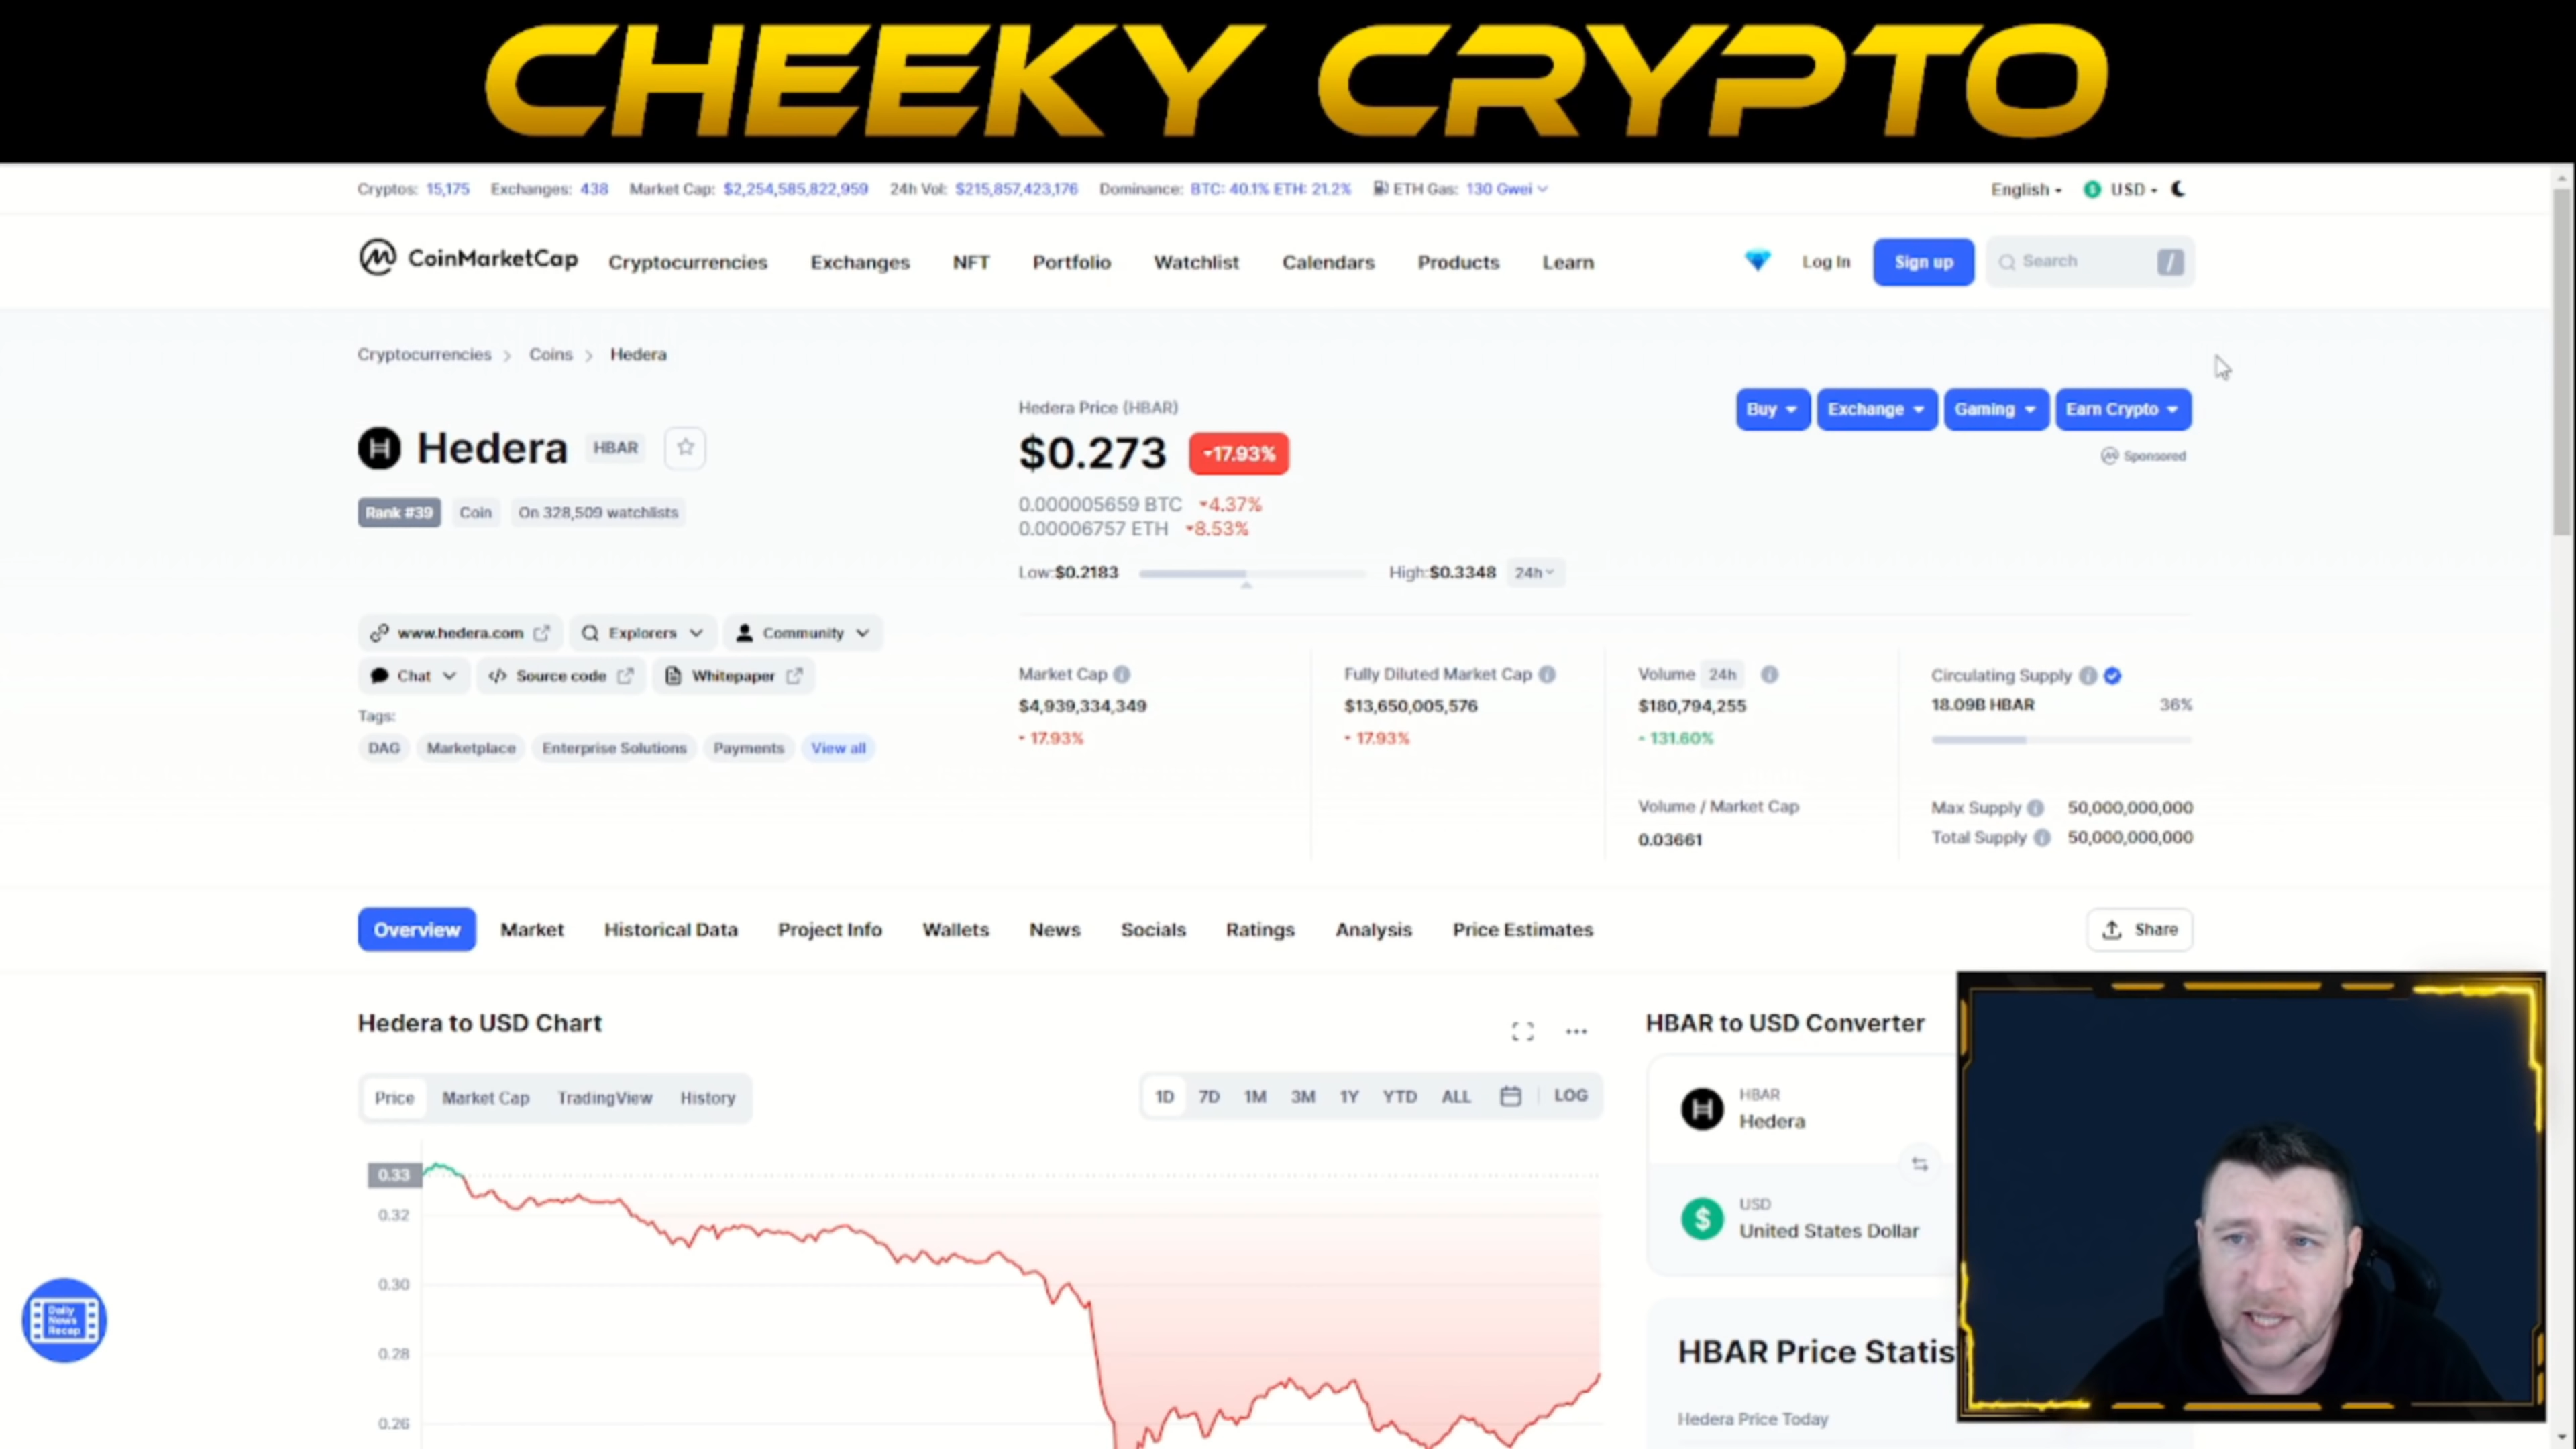 CHEEKY CRYPTO
Cryptos: 15,175 Exchanges: 438 Market Cap: $2,254,585,822,959 24h Vol: $215,857,423,176 Dominance: BTC: 40.1% ETH: 21.2% ETH Gas: 130 Gwei English USD
CoinMarketCap Cryptocurrencies Exchanges NFT Portfolio Watchlist Calendars Products Learn Log In Sign up Search /
Cryptocurrencies > Coins > Hedera
Hedera Price (HBAR)
Buy Exchange Gaming Earn Crypto
Hedera HBAR $0.273 -17.93%
Sponsored
Rank #39 Coin On 328,509 watchlists
0.000005659 BTC 4.37%
0.00006757 ETH 8.53%
Low:$0.2183 High:$0.3348 24h
www.hedera.com Explorers Community
Chat Source code Whitepaper
Tags:
DAG Marketplace Enterprise Solutions Payments View all
Market Cap
$4,939,334,349
17.93%
Fully Diluted Market Cap
$13,650,005,576
17.93%
Volume 24h
$180,794,255
131.60%
Volume / Market Cap
0.03661
Circulating Supply
18.09B HBAR 36%
Max Supply 50,000,000,000
Total Supply 50,000,000,000
Overview Market Historical Data Project Info Wallets News Socials Ratings Analysis Price Estimates Share
Hedera to USD Chart
Price Market Cap TradingView History 1D 7D 1M 3M 1Y YTD ALL LOG
0.33
0.32
0.30
0.28
0.26
HBAR to USD Converter
HBAR
Hedera
USD
United States Dollar
HBAR Price Statis
Hedera Price Today
Daily
News
Recap